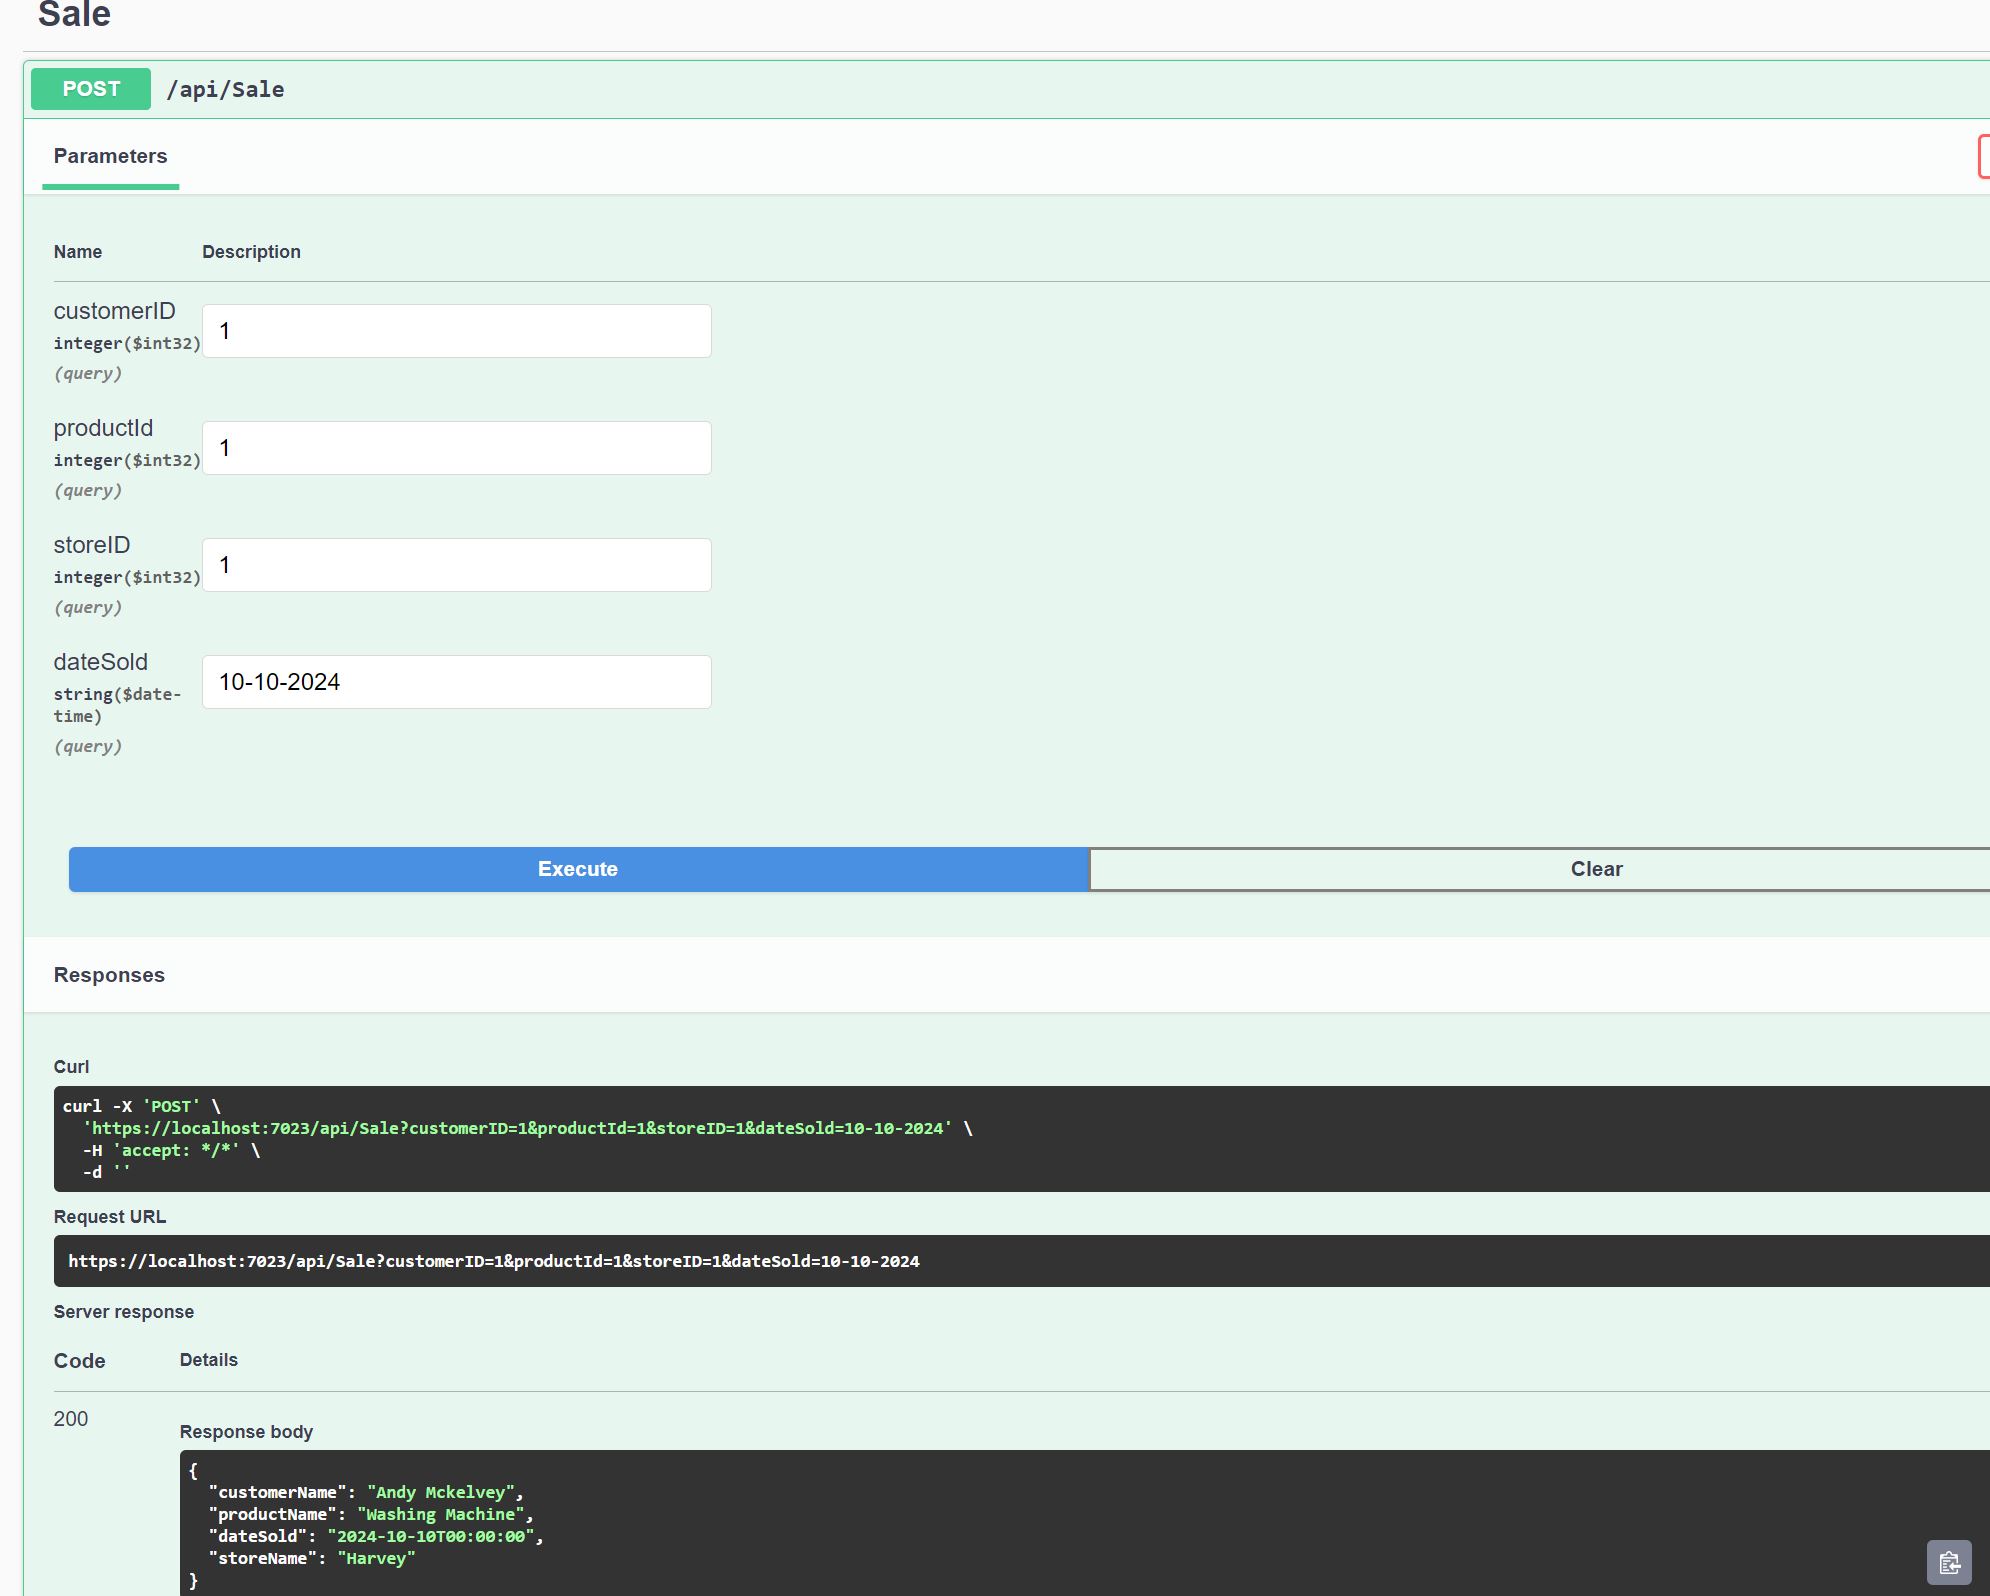 Sale
POST /api/Sale
Parameters
Name Description
customerID
integer($int32)
(query)
1
productId
integer($int32)
(query)
1
storeID
integer($int32)
(query)
1
dateSold
string($date-
time)
(query)
10-10-2024
Execute Clear
Responses
Curl
curl -X 'POST' \
  'https://localhost:7023/api/Sale?customerID=1&productId=1&storeID=1&dateSold=10-10-2024' \
  -H 'accept: */*' \
  -d ''
Request URL
https://localhost:7023/api/Sale?customerID=1&productId=1&storeID=1&dateSold=10-10-2024
Server response
Code Details
200
Response body
{
  "customerName": "Andy Mckelvey",
  "productName": "Washing Machine",
  "dateSold": "2024-10-10T00:00:00",
  "storeName": "Harvey"
}